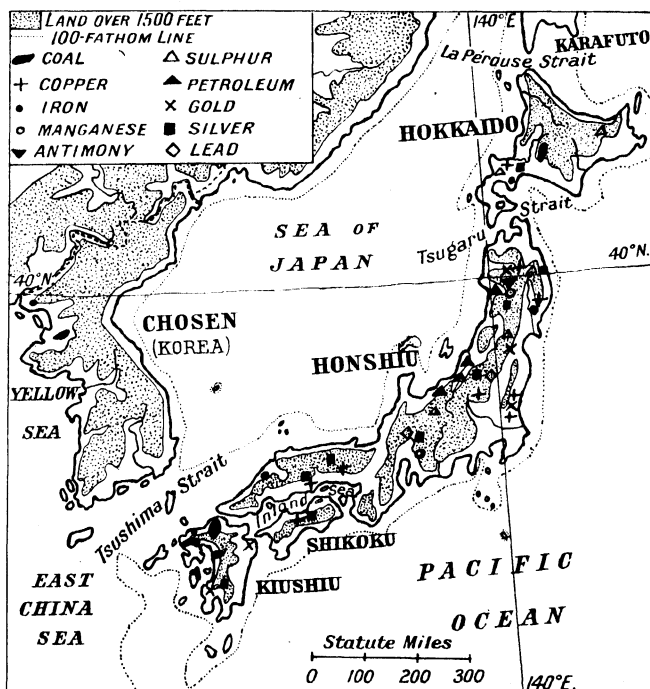 LAND OVER 1500 FEET
100-FATHOM LINE
COAL
COPPER
IRON
MANGANESE
ANTIMONY
SULPHUR
PETROLEUM
GOLD
SILVER
LEAD
140°E
KARAFUTO
La Pérouse Strait
HOKKAIDO
Tsugaru Strait
SEA OF
JAPAN
40°N
40°N.
CHOSEN
(KOREA)
HONSHIU
YELLOW
SEA
Tsushima Strait
Inland Sea
SHIKOKU
KIUSHIU
EAST
CHINA
SEA
PACIFIC
OCEAN
Statute Miles
0 100 200 300
140°E.